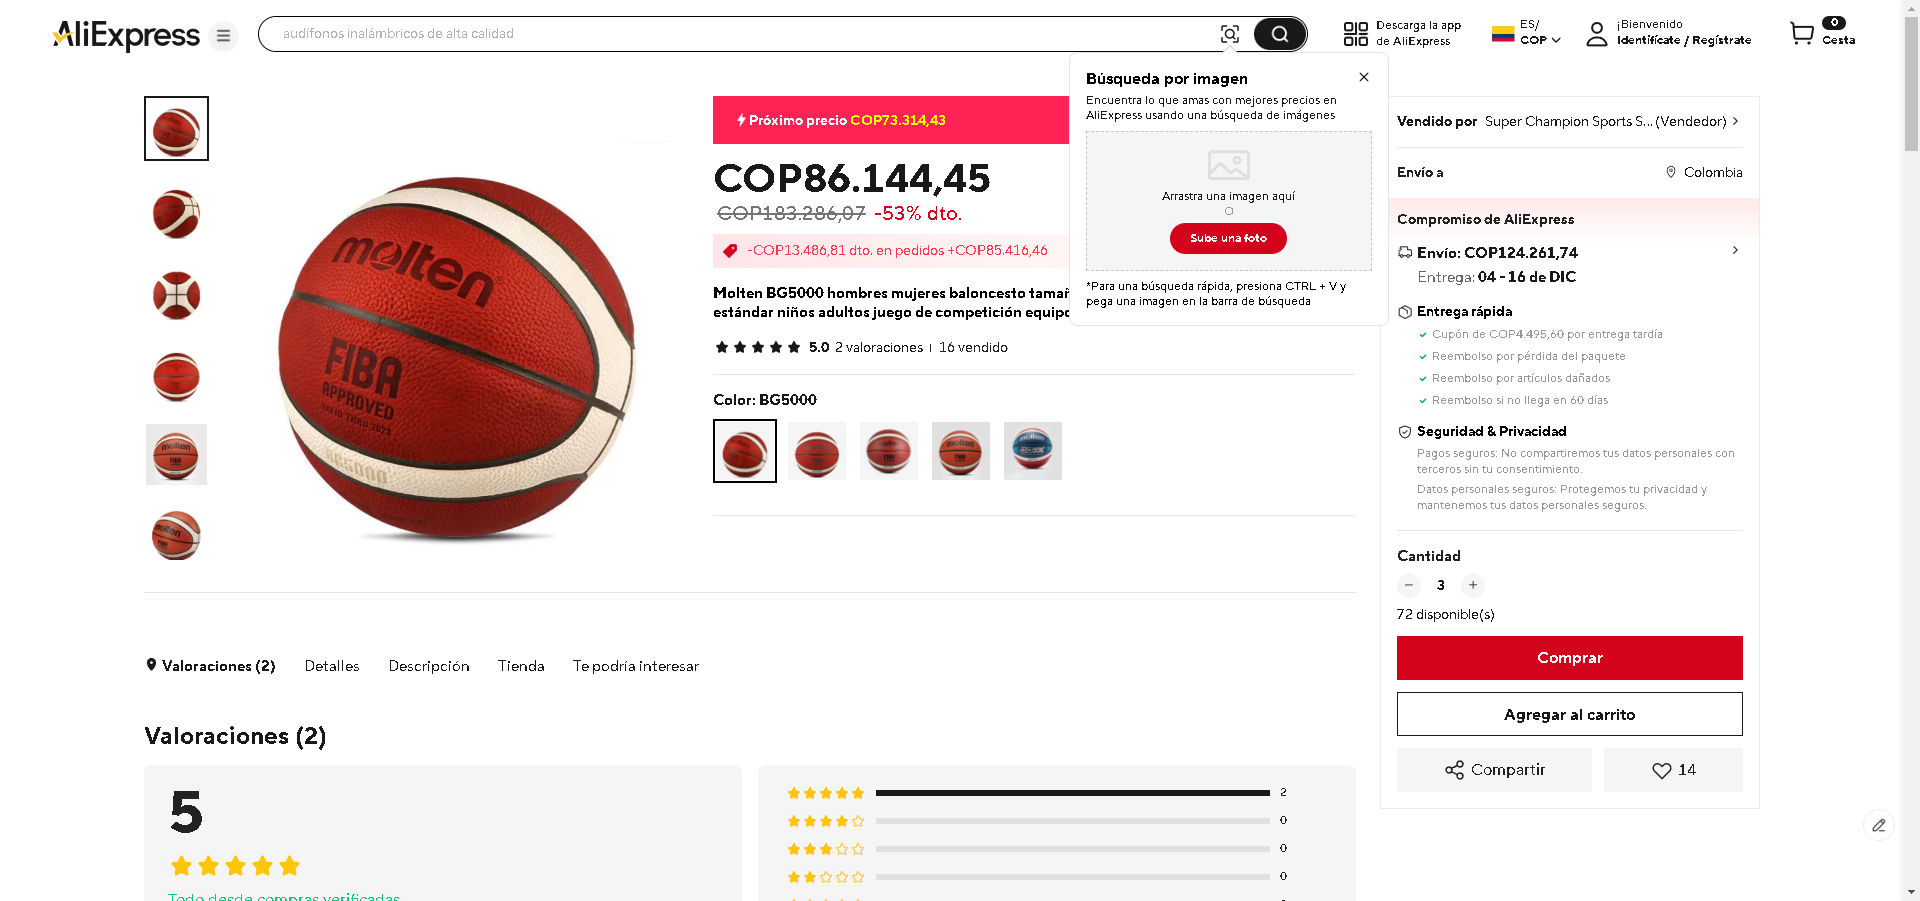 AliExpress
audífonos inalámbricos de alta calidad
Descarga la app
de AliExpress
ES/
COP
¡Bienvenido
Identifícate / Regístrate
0
Cesta
Búsqueda por imagen
Encuentra lo que amas con mejores precios en
AliExpress usando una búsqueda de imágenes
Arrastra una imagen aquí
O
Sube una foto
*Para una búsqueda rápida, presiona CTRL + V y
pega una imagen en la barra de búsqueda
molten
FIBA
APPROVED
VALID THRU 2023
BG5000
Próximo precio COP73.314,43
COP86.144,45
COP183.286,07 -53% dto.
-COP13.486,81 dto. en pedidos +COP85.416,46
Molten BG5000 hombres mujeres baloncesto tamañ
estándar niños adultos juego de competición equipo
5.0 2 valoraciones | 16 vendido
Color: BG5000
Vendido por Super Champion Sports S... (Vendedor)
Envío a Colombia
Compromiso de AliExpress
Envío: COP124.261,74
Entrega: 04 - 16 de DIC
Entrega rápida
Cupón de COP4.495,60 por entrega tardía
Reembolso por pérdida del paquete
Reembolso por artículos dañados
Reembolso si no llega en 60 días
Seguridad & Privacidad
Pagos seguros: No compartiremos tus datos personales con
terceros sin tu consentimiento.
Datos personales seguros: Protegemos tu privacidad y
mantenemos tus datos personales seguros.
Cantidad
- 3 +
72 disponible(s)
Comprar
Agregar al carrito
Compartir
14
Valoraciones (2) Detalles Descripción Tienda Te podría interesar
Valoraciones (2)
5
Todo desde compras verificadas
2
0
0
0